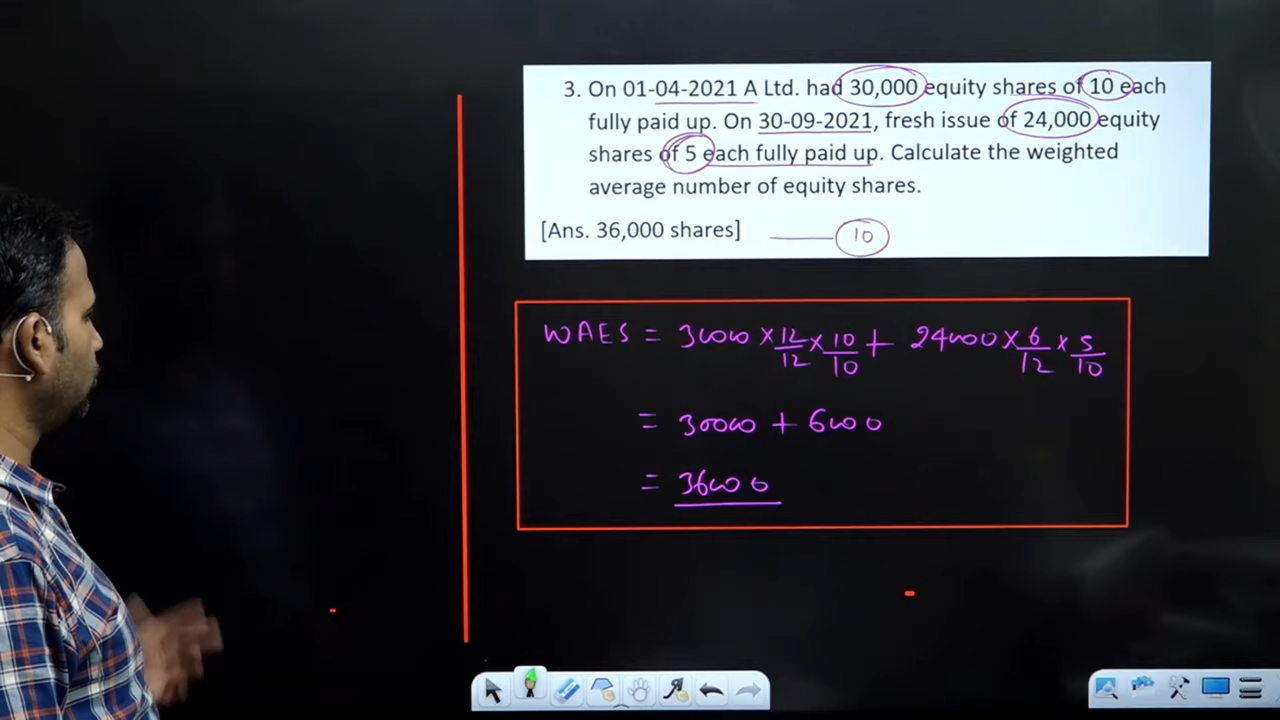 3. On 01-04-2021 A Ltd. had 30,000 equity shares of 10 each
fully paid up. On 30-09-2021, fresh issue of 24,000 equity
shares of 5 each fully paid up. Calculate the weighted
average number of equity shares.
[Ans. 36,000 shares] 10
WAES = 30000 × 12/12 × 10/10 + 24000 × 6/12 × 5/10
= 30000 + 6000
= 36000